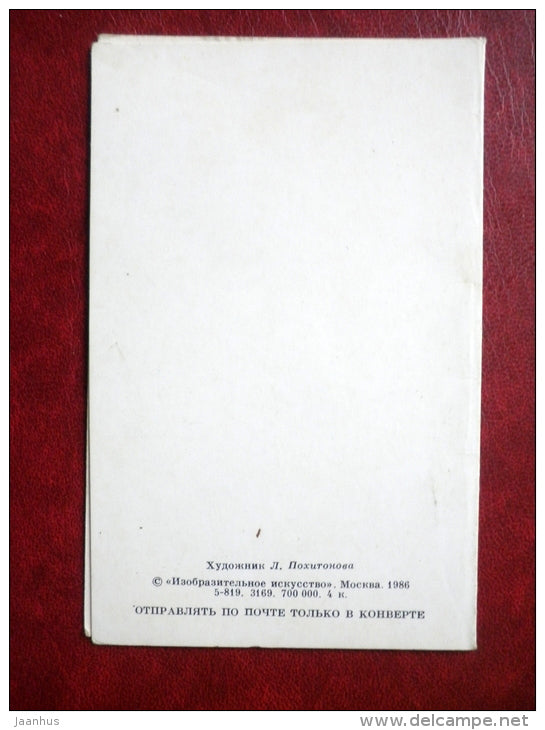 Художник Л. Похитонова
© «Изобразительное искусство». Москва. 1986
5-819. 3169. 700 000. 4 к.
ОТПРАВЛЯТЬ ПО ПОЧТЕ ТОЛЬКО В КОНВЕРТЕ
jaanhus
www.delcampe.net